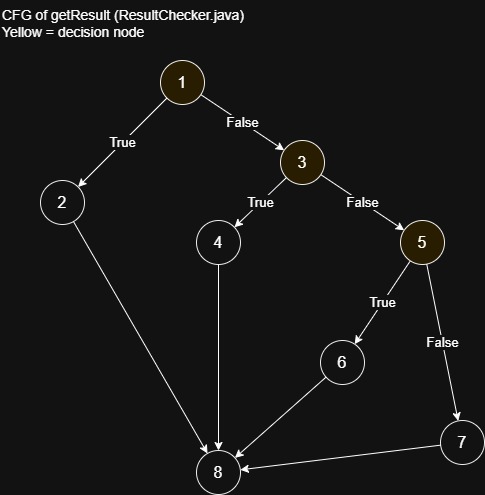 CFG of getResult (ResultChecker.java)
Yellow = decision node
1
True
False
3
2
True
False
4
5
True
6
False
7
8